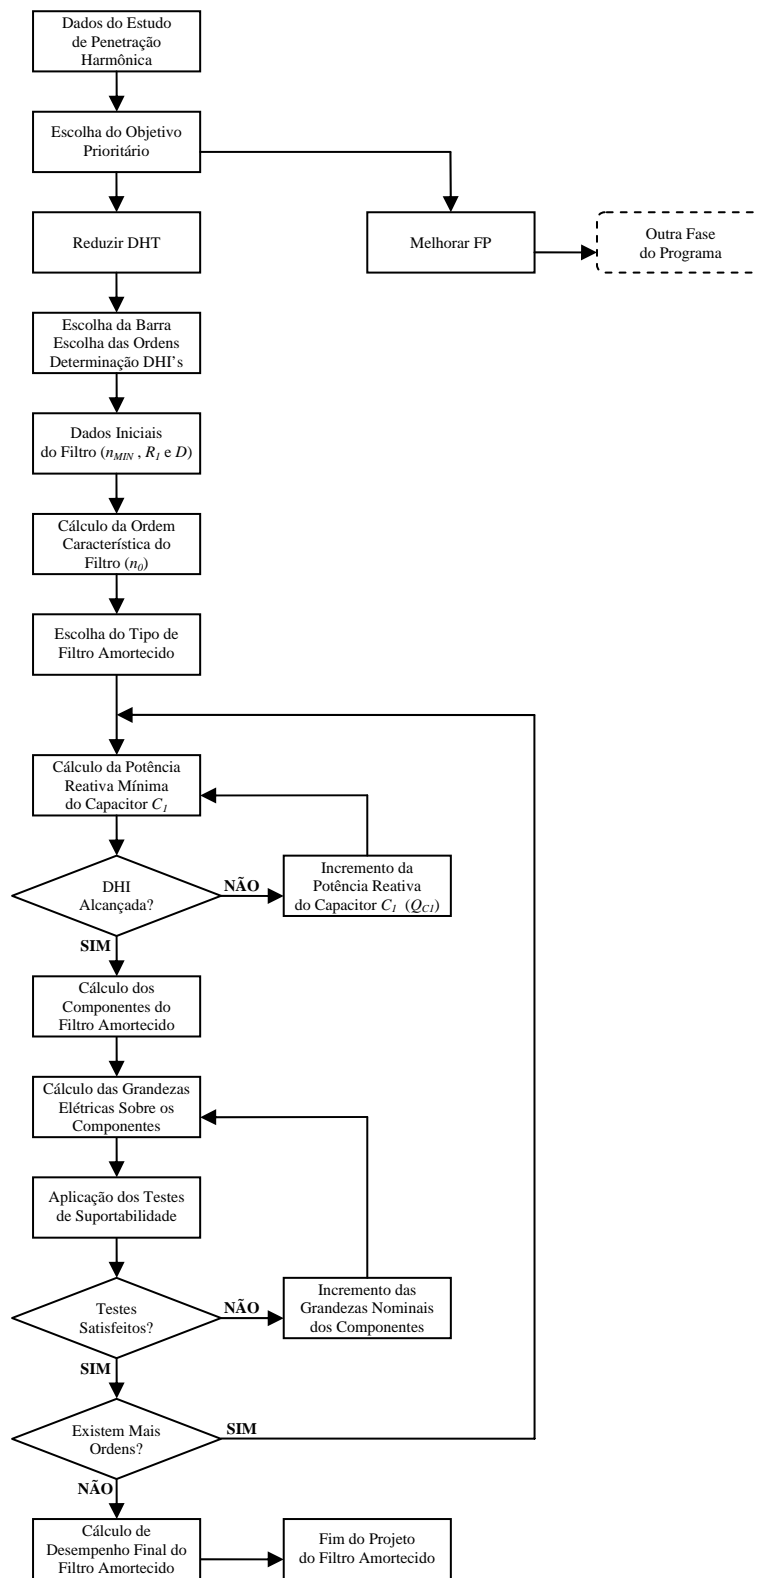 Dados do Estudo
de Penetração
Harmônica
Escolha do Objetivo
Prioritário
Reduzir DHT
Melhorar FP
Outra Fase
do Programa
Escolha da Barra
Escolha das Ordens
Determinação DHI's
Dados Iniciais
do Filtro (nMIN , R1 e D)
Cálculo da Ordem
Característica do
Filtro (n0)
Escolha do Tipo de
Filtro Amortecido
Cálculo da Potência
Reativa Mínima
do Capacitor C1
DHI
Alcançada?
NÃO
Incremento da
Potência Reativa
do Capacitor C1 (QC1)
SIM
Cálculo dos
Componentes do
Filtro Amortecido
Cálculo das Grandezas
Elétricas Sobre os
Componentes
Aplicação dos Testes
de Suportabilidade
Testes
Satisfeitos?
NÃO
Incremento das
Grandezas Nominais
dos Componentes
SIM
Existem Mais
Ordens?
SIM
NÃO
Cálculo de
Desempenho Final do
Filtro Amortecido
Fim do Projeto
do Filtro Amortecido